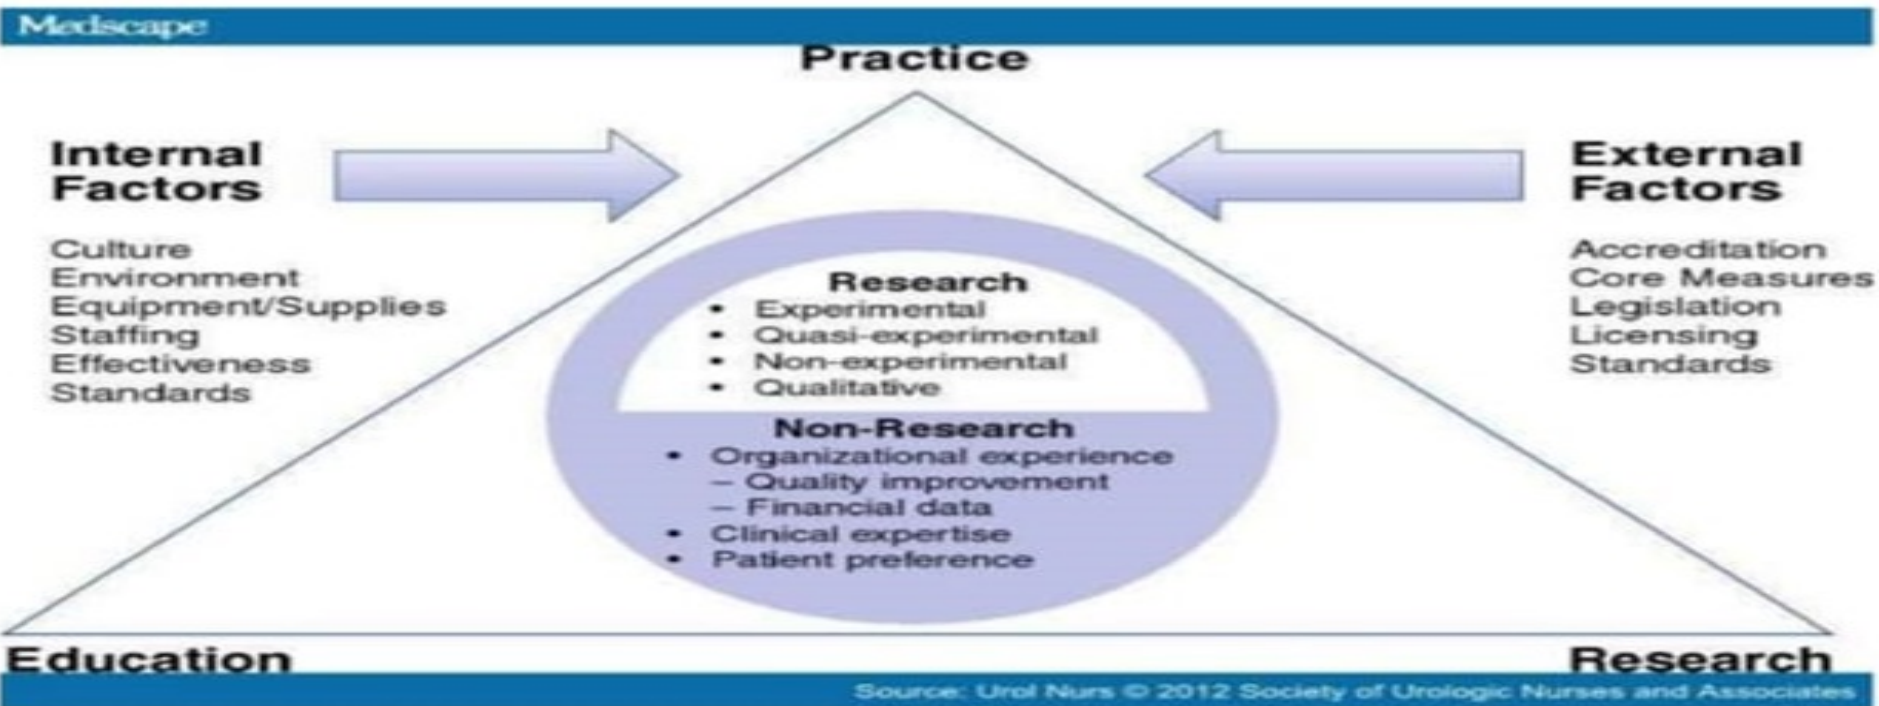 Medscape
Practice
Internal
Factors
Culture
Environment
Equipment/Supplies
Staffing
Effectiveness
Standards
External
Factors
Accreditation
Core Measures
Legislation
Licensing
Standards
Research
• Experimental
• Quasi-experimental
• Non-experimental
• Qualitative
Non-Research
• Organizational experience
– Quality improvement
– Financial data
• Clinical expertise
• Patient preference
Education
Research
Source: Urol Nurs © 2012 Society of Urologic Nurses and Associates